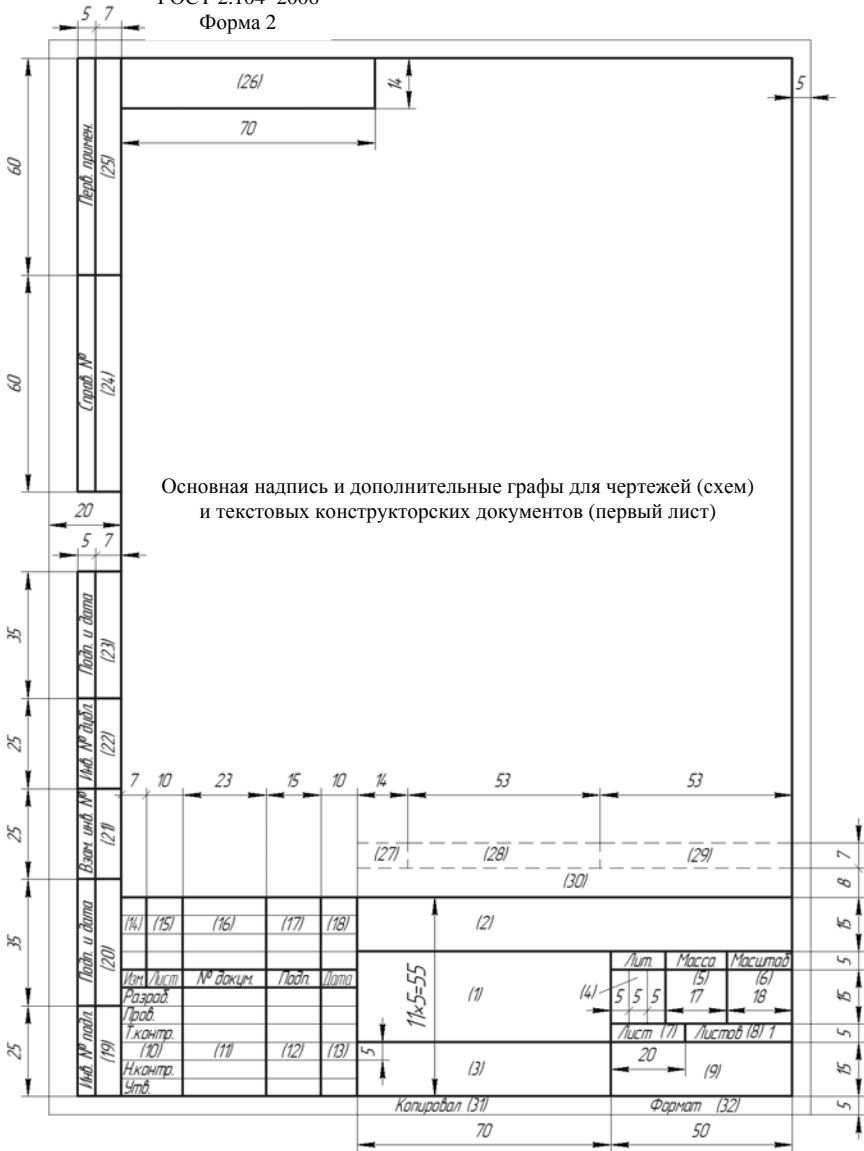 ГОСТ 2.104–2006
Форма 2
5 7
(26)
14
5
70
60
Перв. примен.
(25)
60
Справ. №
(24)
Основная надпись и дополнительные графы для чертежей (схем)
и текстовых конструкторских документов (первый лист)
20
5 7
35
Подп. и дата
(23)
25
Инв. № дубл.
(22)
7 10 23 15 10 14 53 53
25
Взам. инв. №
(21)
(27) (28) (29) 7
(30) 8
35
Подп. и дата
(20)
(14) (15) (16) (17) (18) (2) 15
Лит. Масса Масштаб 5
Изм. Лист № докум. Подп. Дата 11x5=55 (1) (4) 5 5 5 (5) 17 (6) 18 15
Разраб.
Пров.
Т.контр. Лист (7) Листов (8) 1 5
25
Инв. № подл.
(19)
(10) (11) (12) (13) 5 20
Н.контр. (3) (9) 15
Утв.
Копировал (31) Формат (32) 5
70 50